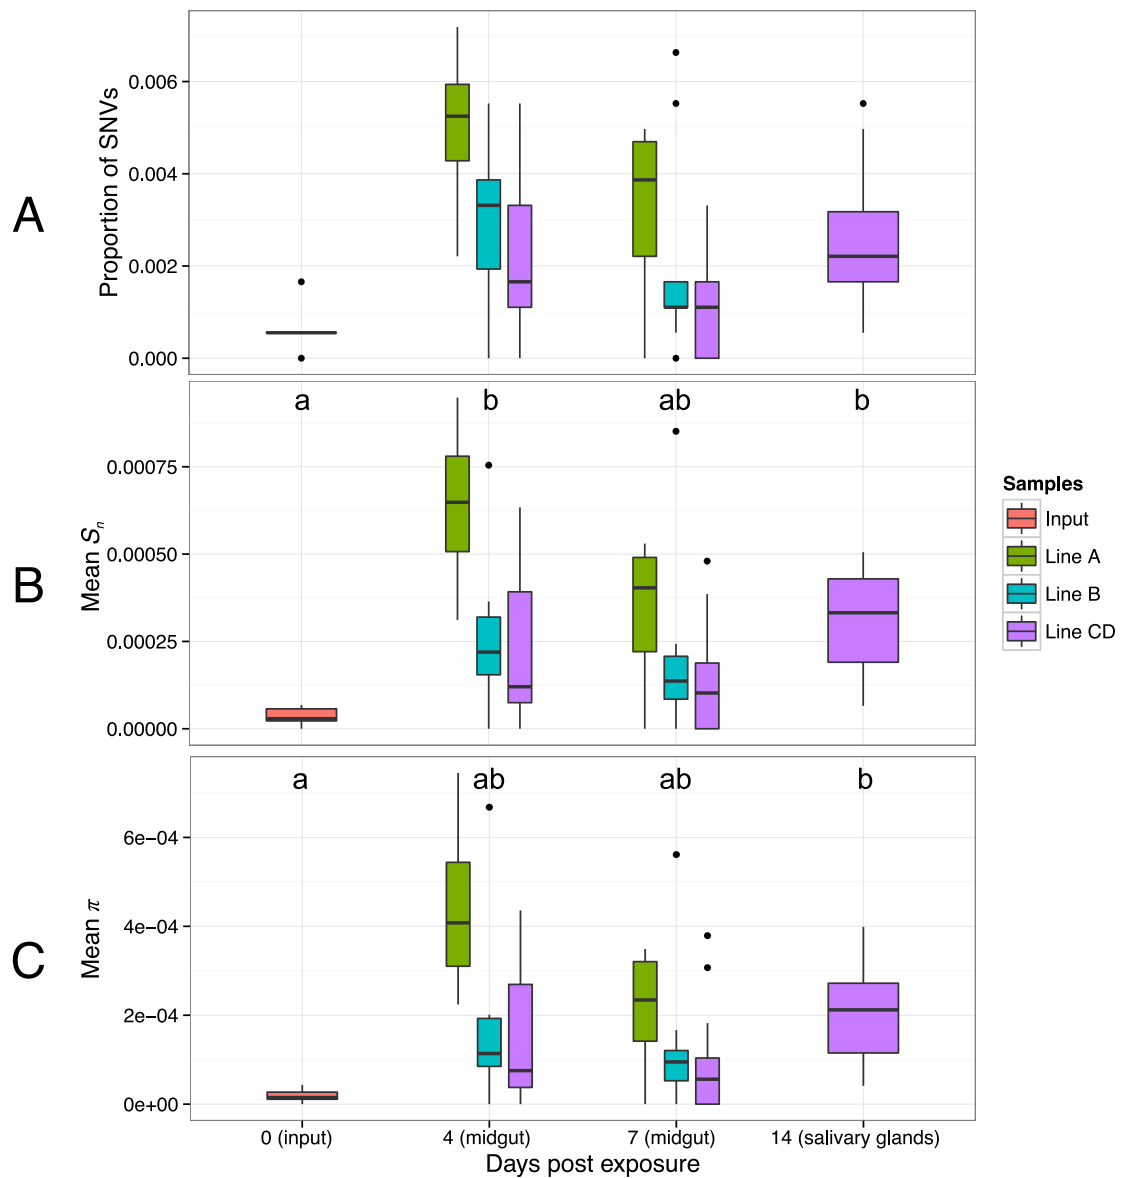 A
Proportion of SNVs
0.006
0.004
0.002
0.000
B
Mean Sn
a
b
ab
b
0.00075
0.00050
0.00025
0.00000
C
Mean π
a
ab
ab
b
6e−04
4e−04
2e−04
0e+00
0 (input)
4 (midgut)
7 (midgut)
14 (salivary glands)
Days post exposure
Samples
Input
Line A
Line B
Line CD